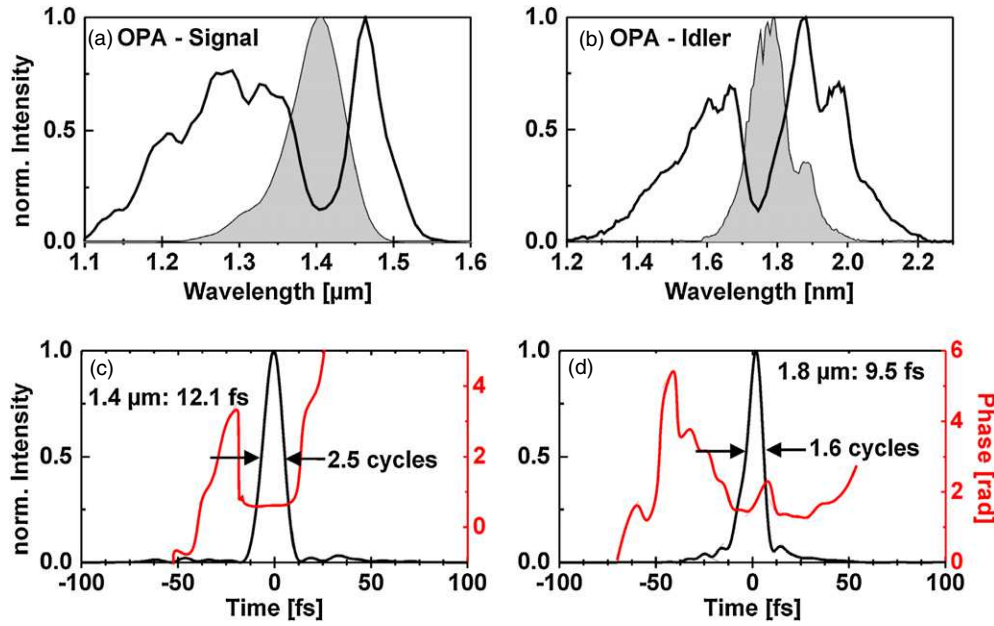 (a) OPA - Signal
norm. Intensity
1.0
0.5
0.0
1.1 1.2 1.3 1.4 1.5 1.6
Wavelength [µm]
(b) OPA - Idler
1.0
0.5
0.0
1.2 1.4 1.6 1.8 2.0 2.2
Wavelength [nm]
(c)
1.4 µm: 12.1 fs
2.5 cycles
norm. Intensity
1.0
0.5
0.0
4
2
0
-100 -50 0 50 100
Time [fs]
(d)
1.8 µm: 9.5 fs
1.6 cycles
1.0
0.5
0.0
6
4
2
0
Phase [rad]
-100 -50 0 50 100
Time [fs]